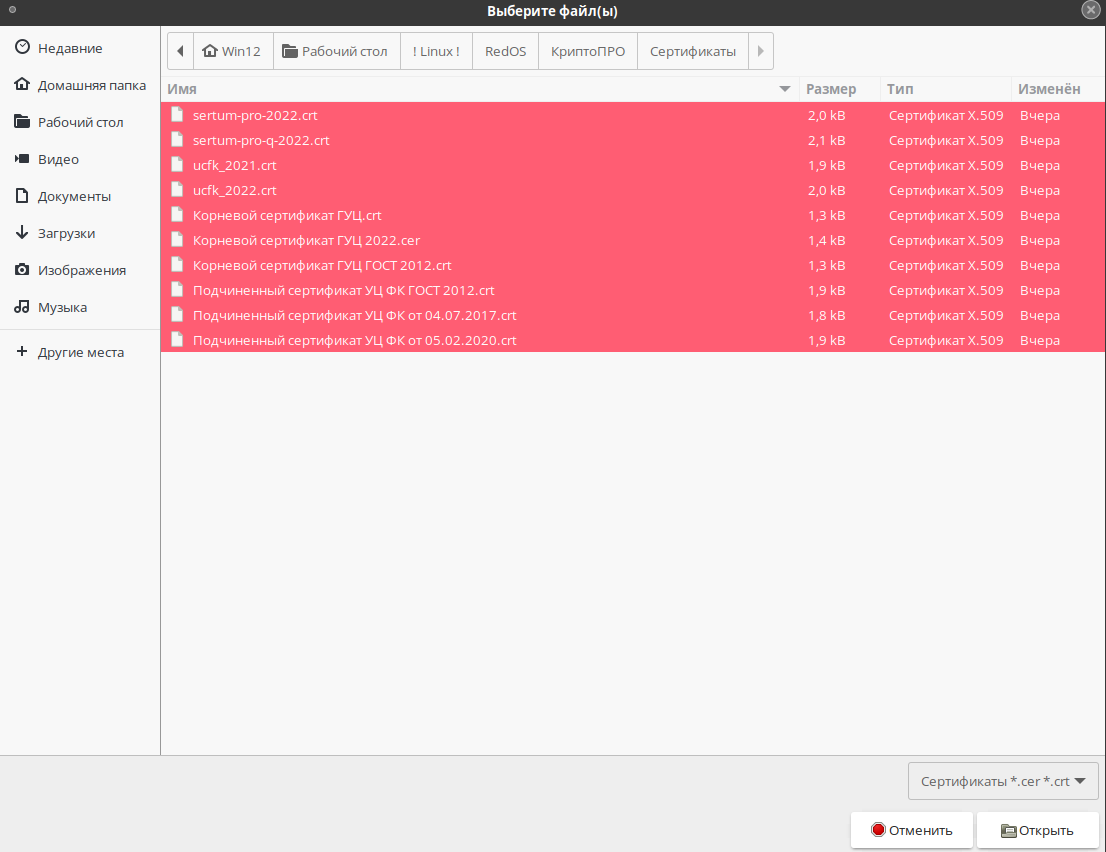 Выберите файл(ы)
Недавние
Домашняя папка
Рабочий стол
Видео
Документы
Загрузки
Изображения
Музыка
Другие места
Win12 Рабочий стол ! Linux ! RedOS КриптоПРО Сертификаты
Имя Размер Тип Изменён
sertum-pro-2022.crt 2,0 kB Сертификат X.509 Вчера
sertum-pro-q-2022.crt 2,1 kB Сертификат X.509 Вчера
ucfk_2021.crt 1,9 kB Сертификат X.509 Вчера
ucfk_2022.crt 2,0 kB Сертификат X.509 Вчера
Корневой сертификат ГУЦ.crt 1,3 kB Сертификат X.509 Вчера
Корневой сертификат ГУЦ 2022.cer 1,4 kB Сертификат X.509 Вчера
Корневой сертификат ГУЦ ГОСТ 2012.crt 1,3 kB Сертификат X.509 Вчера
Подчиненный сертификат УЦ ФК ГОСТ 2012.crt 1,9 kB Сертификат X.509 Вчера
Подчиненный сертификат УЦ ФК от 04.07.2017.crt 1,8 kB Сертификат X.509 Вчера
Подчиненный сертификат УЦ ФК от 05.02.2020.crt 1,9 kB Сертификат X.509 Вчера
Сертификаты *.cer *.crt
Отменить Открыть